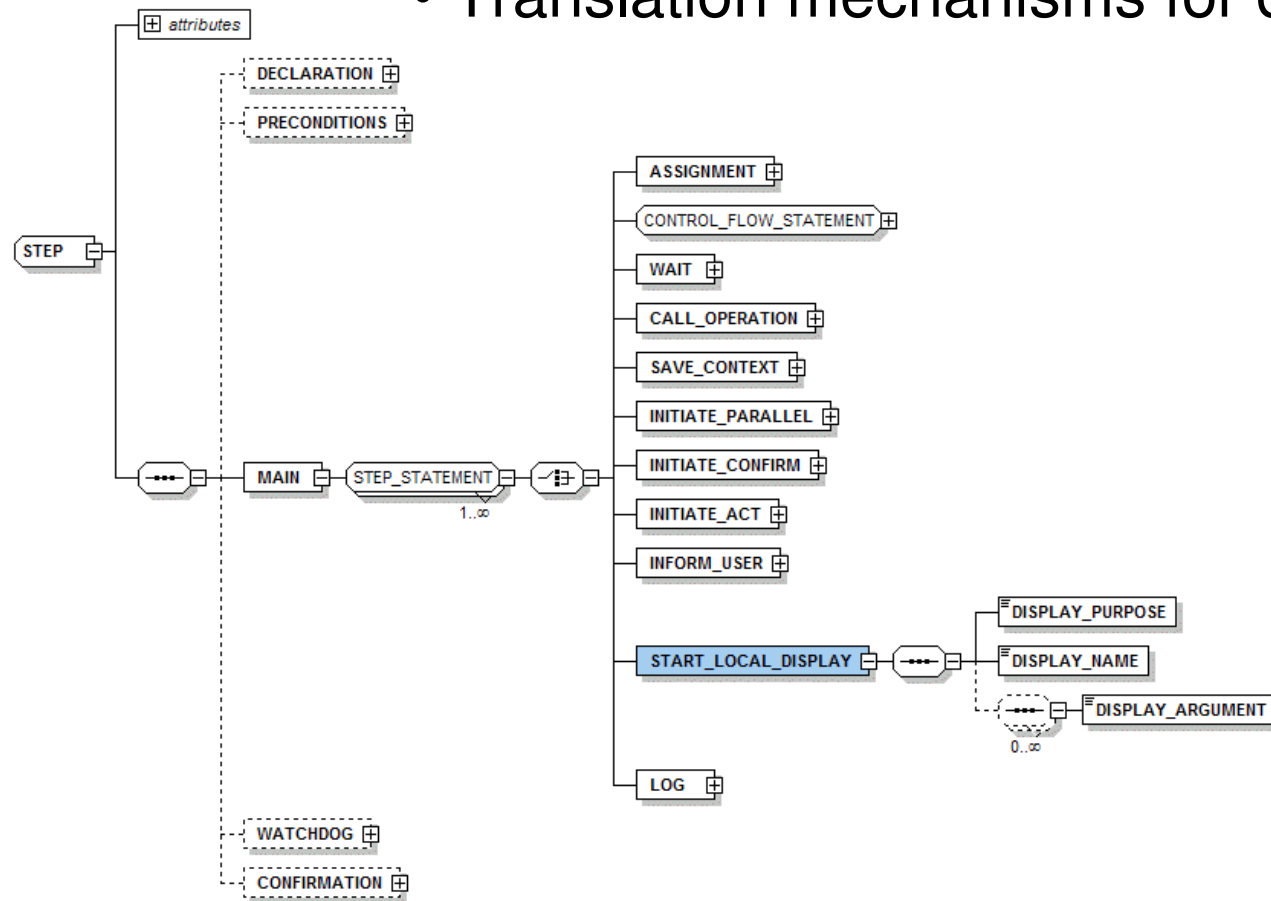 • Translation mechanisms for
attributes
DECLARATION
PRECONDITIONS
ASSIGNMENT
CONTROL_FLOW_STATEMENT
STEP
WAIT
CALL_OPERATION
SAVE_CONTEXT
INITIATE_PARALLEL
INITIATE_CONFIRM
MAIN
STEP_STATEMENT
1..∞
INITIATE_ACT
INFORM_USER
DISPLAY_PURPOSE
START_LOCAL_DISPLAY
DISPLAY_NAME
DISPLAY_ARGUMENT
0..∞
LOG
WATCHDOG
CONFIRMATION